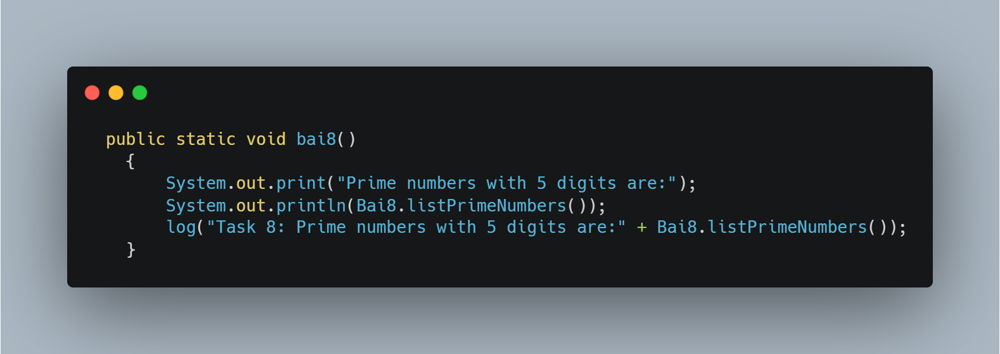 public static void bai8()
{
System.out.print("Prime numbers with 5 digits are:");
System.out.println(Bai8.listPrimeNumbers());
log("Task 8: Prime numbers with 5 digits are:" + Bai8.listPrimeNumbers());
}